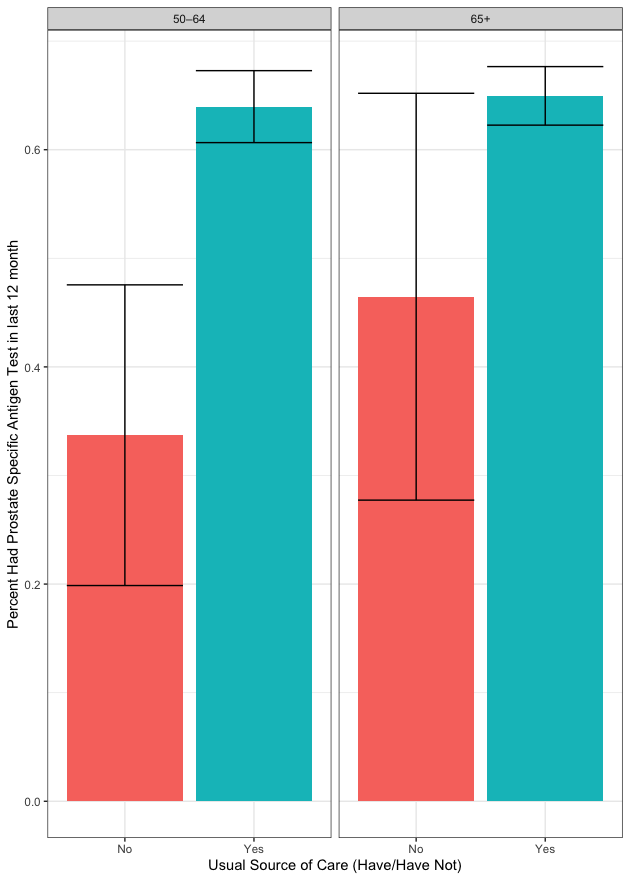 50–64
65+
Percent Had Prostate Specific Antigen Test in last 12 month
0.6
0.4
0.2
0.0
No
Yes
No
Yes
Usual Source of Care (Have/Have Not)